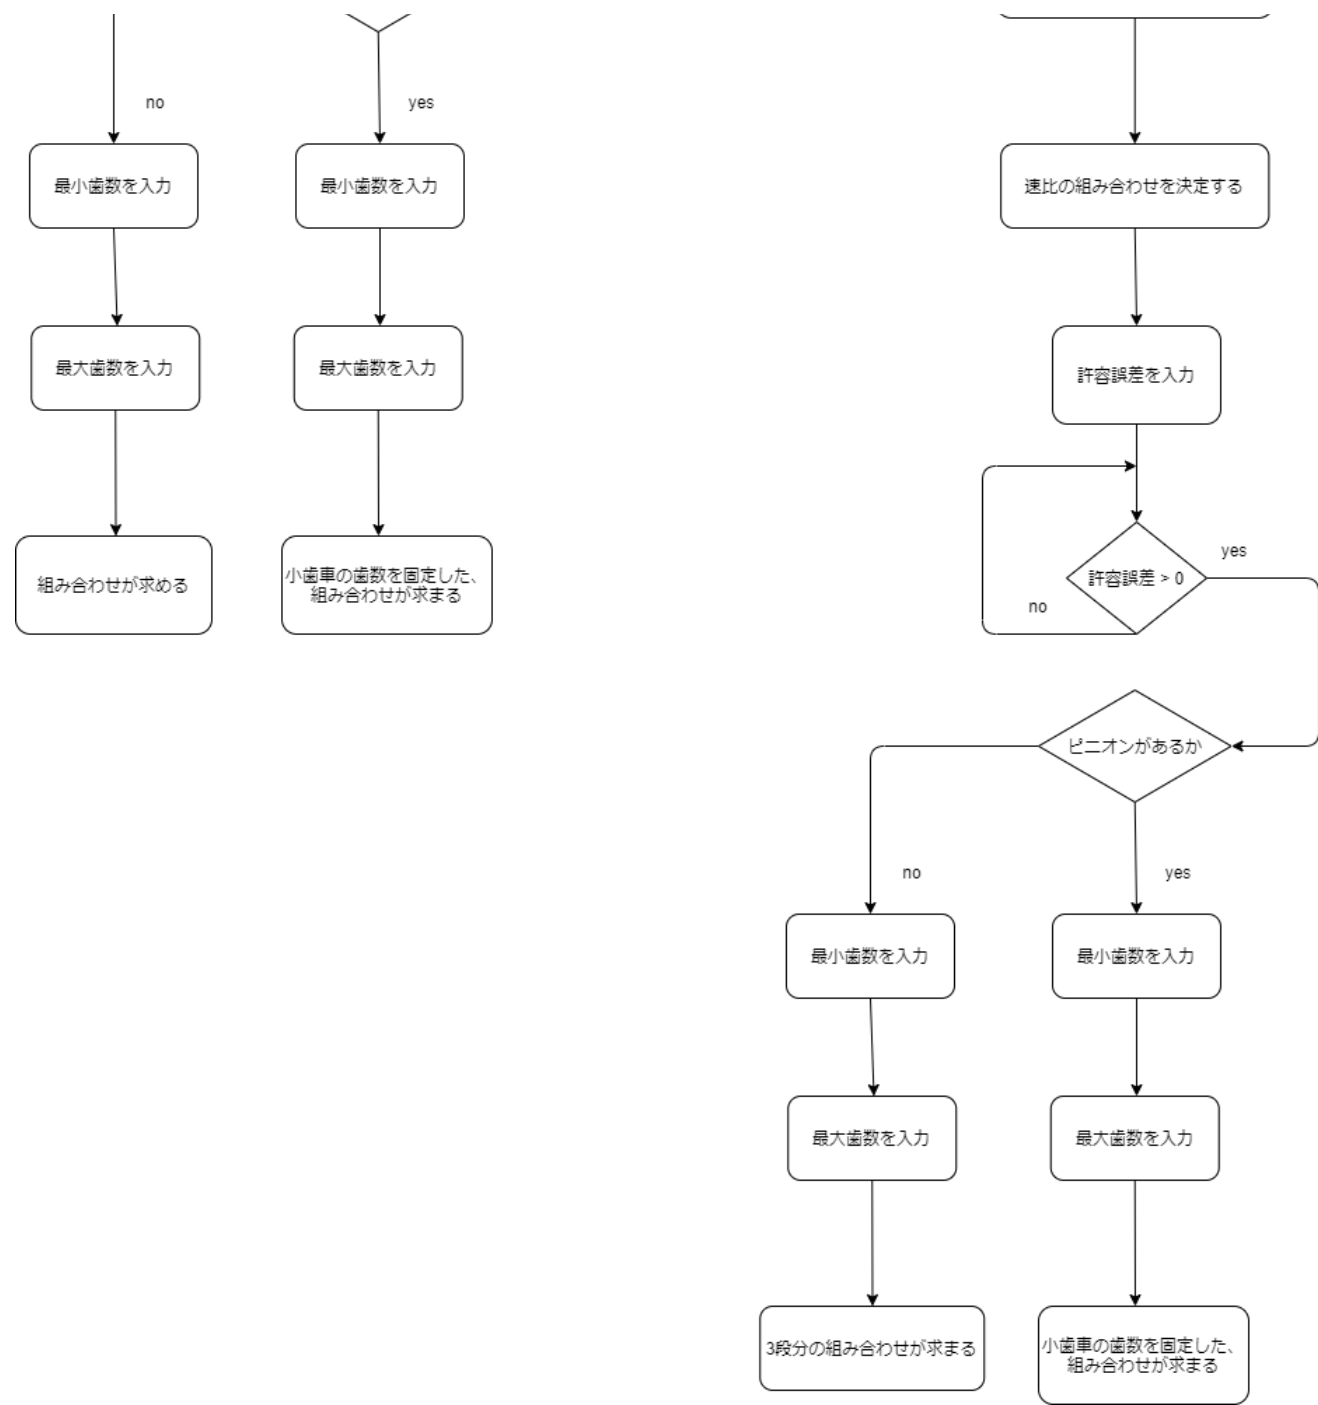 no
yes
最小歯数を入力
最小歯数を入力
速比の組み合わせを決定する
最大歯数を入力
最大歯数を入力
許容誤差を入力
組み合わせが求める
小歯車の歯数を固定した、
組み合わせが求まる
yes
許容誤差 > 0
no
ピニオンがあるか
no
yes
最小歯数を入力
最小歯数を入力
最大歯数を入力
最大歯数を入力
3段分の組み合わせが求まる
小歯車の歯数を固定した、
組み合わせが求まる